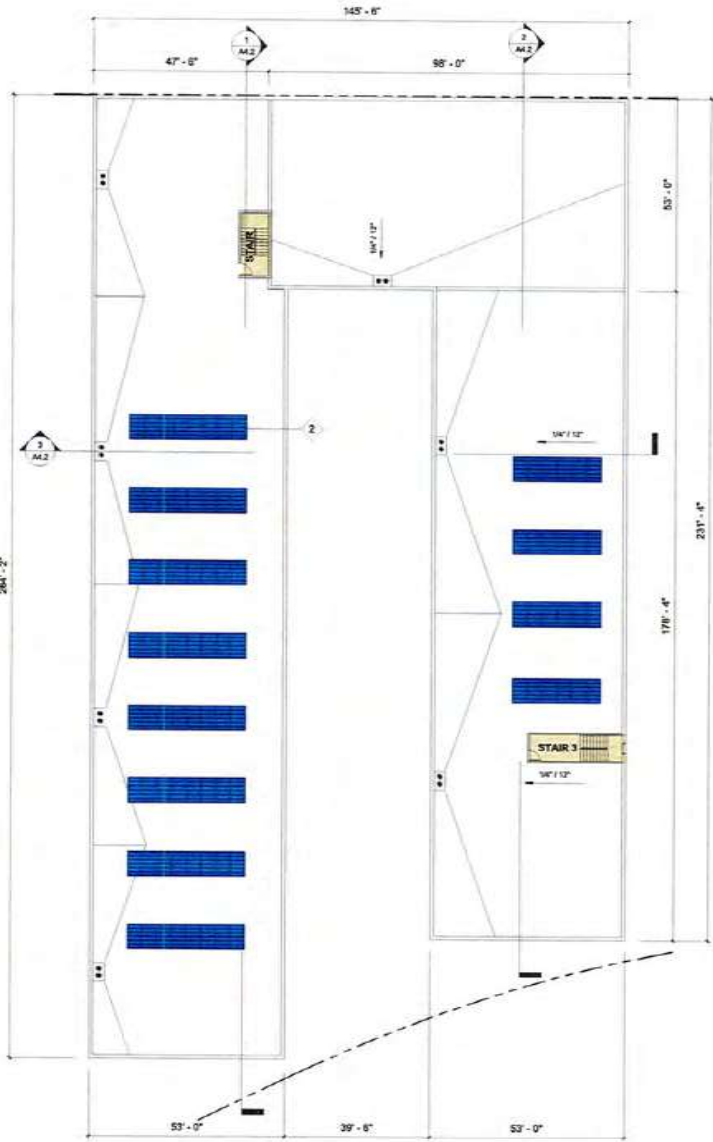 145' - 6"
1
A4.2
2
A4.2
47' - 6"
98' - 0"
53' - 0"
STAIR
1/4" / 12"
2
3
A4.2
1/4" / 12"
264' - 2"
231' - 4"
178' - 4"
STAIR 3
1/4" / 12"
53' - 0"
39' - 6"
53' - 0"